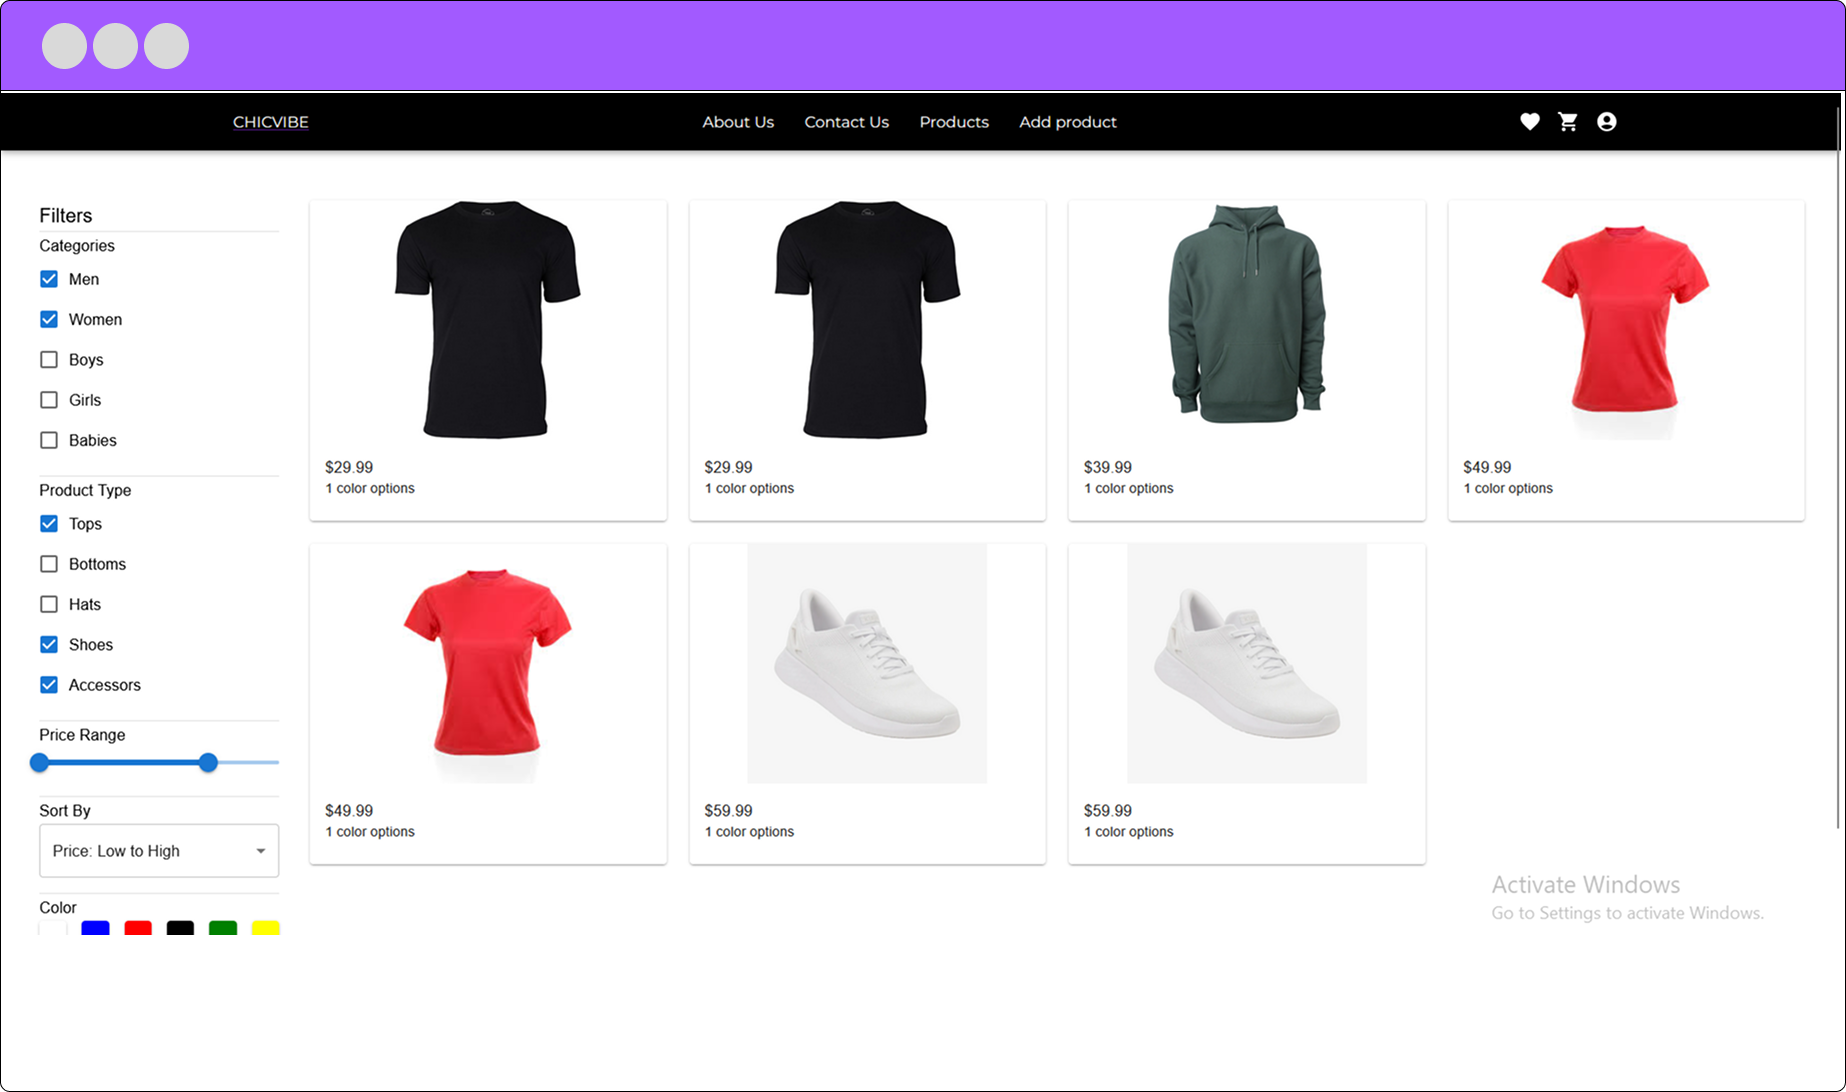 CHICVIBE
About Us
Contact Us
Products
Add product
Filters
Categories
Men
Women
Boys
Girls
Babies
Product Type
Tops
Bottoms
Hats
Shoes
Accessors
Price Range
Sort By
Price: Low to High
Color
$29.99
1 color options
$29.99
1 color options
$39.99
1 color options
$49.99
1 color options
$49.99
1 color options
$59.99
1 color options
$59.99
1 color options
Activate Windows
Go to Settings to activate Windows.